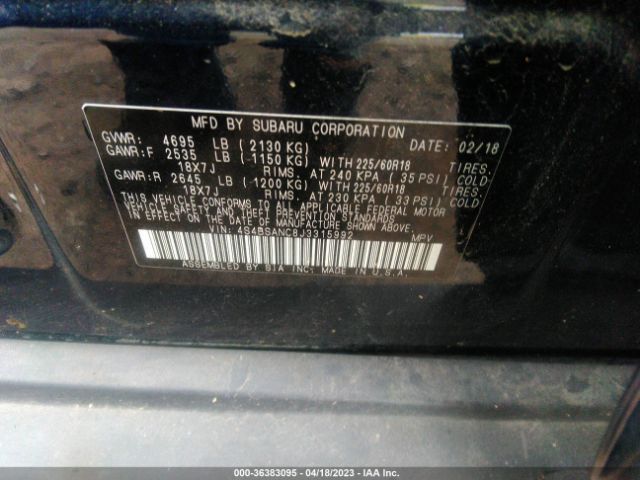 MFD BY SUBARU CORPORATION DATE: 02/18
GVWR: 4695 LB ( 2130 KG)
GAWR:F 2535 LB ( 1150 KG) WITH 225/60R18 TIRES.
18X7J RIMS. AT 240 KPA ( 35 PSI) COLD
GAWR:R 2645 LB ( 1200 KG) WITH 225/60R18 TIRES.
18X7J RIMS. AT 230 KPA ( 33 PSI) COLD
THIS VEHICLE CONFORMS TO ALL APPLICABLE FEDERAL MOTOR
VEHICLE SAFETY, BUMPER, AND THEFT PREVENTION STANDARDS
IN EFFECT ON THE DATE OF MANUFACTURE SHOWN ABOVE.
VIN: 4S4BSANC8J3315992 MPV
ASSEMBLED BY SIA INC. MADE IN U.S.A.
000-36383095 - 04/18/2023 - IAA Inc.